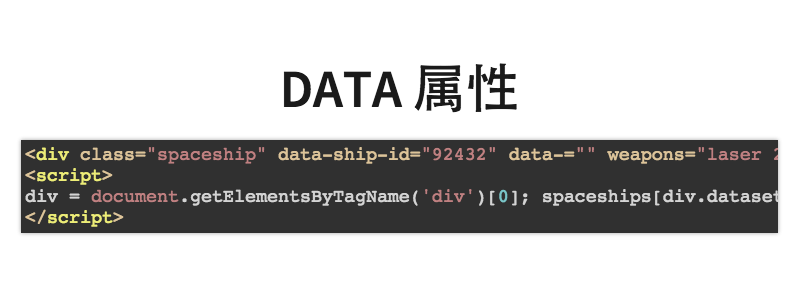 DATA 属性
<div class="spaceship" data-ship-id="92432" data-="" weapons="laser 2
<script>
div = document.getElementsByTagName('div')[0]; spaceships[div.dataset
</script>